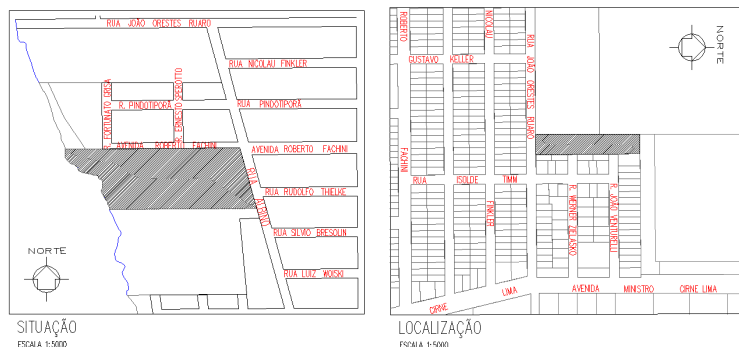 RUA JOÃO ORESTES RUARO
RUA NICOLAU FINKLER
R. FORTUNATO GRISA
R. PINDOTIPORÃ
R. ERNESTO SPEROTTO
RUA PINDOTIPORÃ
AVENIDA ROBERTO FACHINI
AVENIDA ROBERTO FACHINI
RUA
RUA RUDOLFO THIELKE
RUA SILVIO BRESOLIN
RUA LUIZ WOISKI
NORTE
SITUAÇÃO
ESCALA 1:5000
ROBERTO
FACHINI
NICOLAU
FINKLER
RUA JOÃO ORESTES RUARO
GUSTAVO KELLER
NORTE
RUA ISOLDE TIMM
R. WERNER ZIELASKO
R. JOÃO VENTURELLI
CIRNE LIMA
AVENIDA MINISTRO CIRNE LIMA
LOCALIZAÇÃO
ESCALA 1:5000